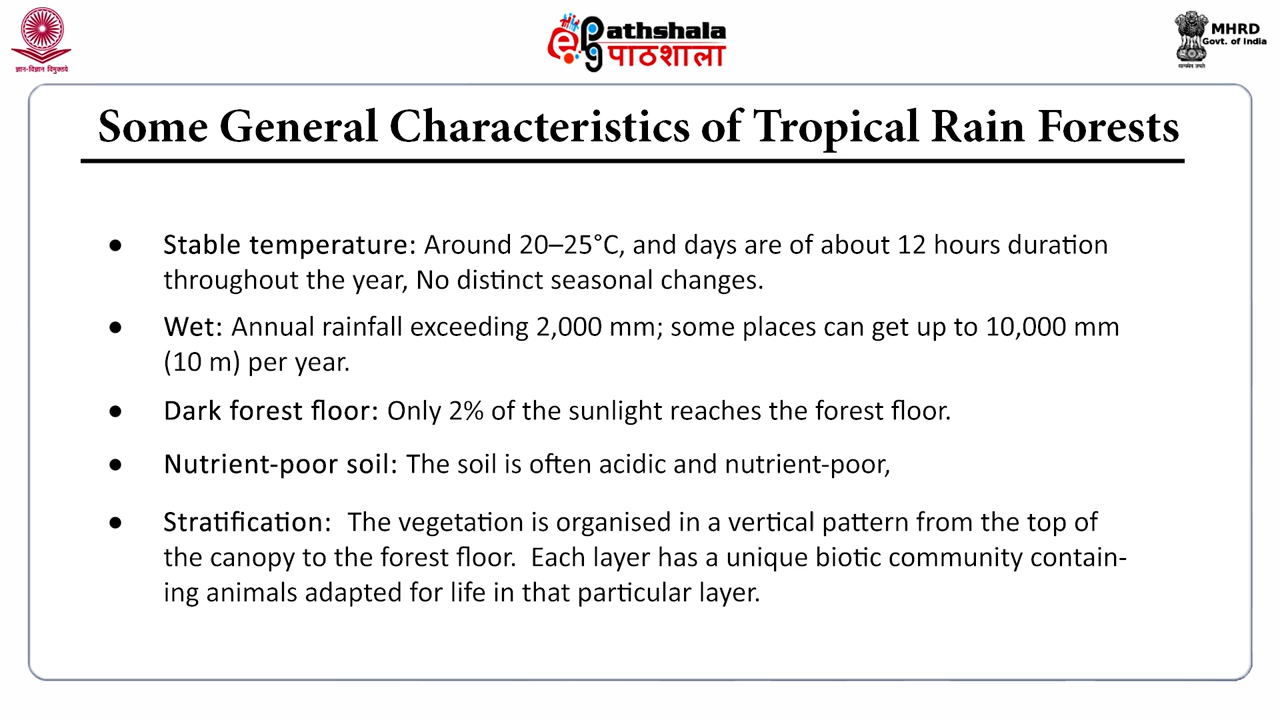 ज्ञान-विज्ञान विमुक्तये
epg athshala
पाठशाला
MHRD
Govt. of India
सत्यमेव जयते
Some General Characteristics of Tropical Rain Forests
● Stable temperature: Around 20–25°C, and days are of about 12 hours duration
throughout the year, No distinct seasonal changes.
● Wet: Annual rainfall exceeding 2,000 mm; some places can get up to 10,000 mm
(10 m) per year.
● Dark forest floor: Only 2% of the sunlight reaches the forest floor.
● Nutrient-poor soil: The soil is often acidic and nutrient-poor,
● Stratification:  The vegetation is organised in a vertical pattern from the top of
the canopy to the forest floor.  Each layer has a unique biotic community contain-
ing animals adapted for life in that particular layer.